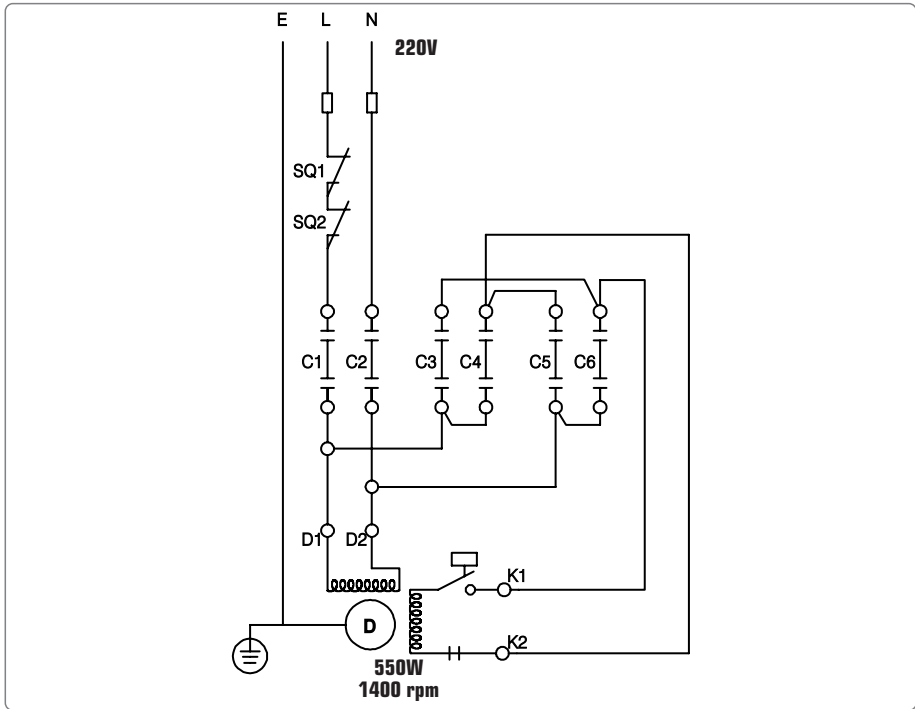 E L N
220V
SQ1
SQ2
C1 C2 C3 C4 C5 C6
D1 D2
K1
D
K2
550W
1400 rpm